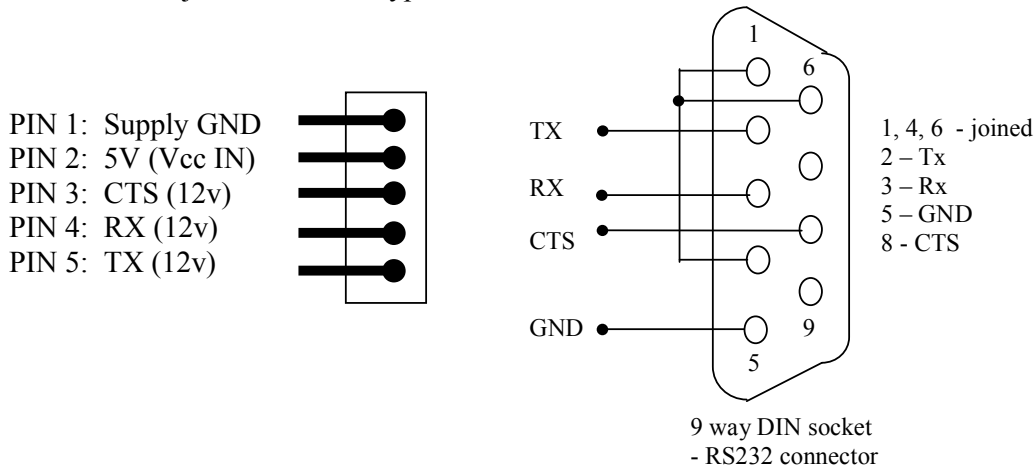 PIN 1: Supply GND
PIN 2: 5V (Vcc IN)
PIN 3: CTS (12v)
PIN 4: RX (12v)
PIN 5: TX (12v)
TX
RX
CTS
GND
1
6
9
5
1, 4, 6 - joined
2 – Tx
3 – Rx
5 – GND
8 - CTS
9 way DIN socket
- RS232 connector